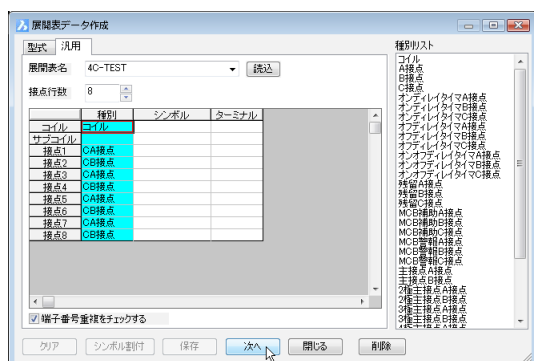 展開表データ作成
型式 汎用
展開表名 4C-TEST 読込
接点行数 8
種別 シンボル ターミナル
コイル コイル
サブコイル
接点1 CA接点
接点2 CB接点
接点3 CA接点
接点4 CB接点
接点5 CA接点
接点6 CB接点
接点7 CA接点
接点8 CB接点
端子番号重複をチェックする
クリア シンボル割付 保存 次へ 閉じる 削除
種別リスト
コイル
A接点
B接点
C接点
オンディレイタイマA接点
オンディレイタイマB接点
オンディレイタイマC接点
オフディレイタイマA接点
オフディレイタイマB接点
オフディレイタイマC接点
オンオフディレイタイマA接点
オンオフディレイタイマB接点
オンオフディレイタイマC接点
残留A接点
残留B接点
残留C接点
MCB補助A接点
MCB補助B接点
MCB補助C接点
MCB警報A接点
MCB警報B接点
MCB警報C接点
主接点A接点
主接点B接点
2極主接点A接点
2極主接点B接点
3極主接点A接点
3極主接点B接点
4極主接点A接点